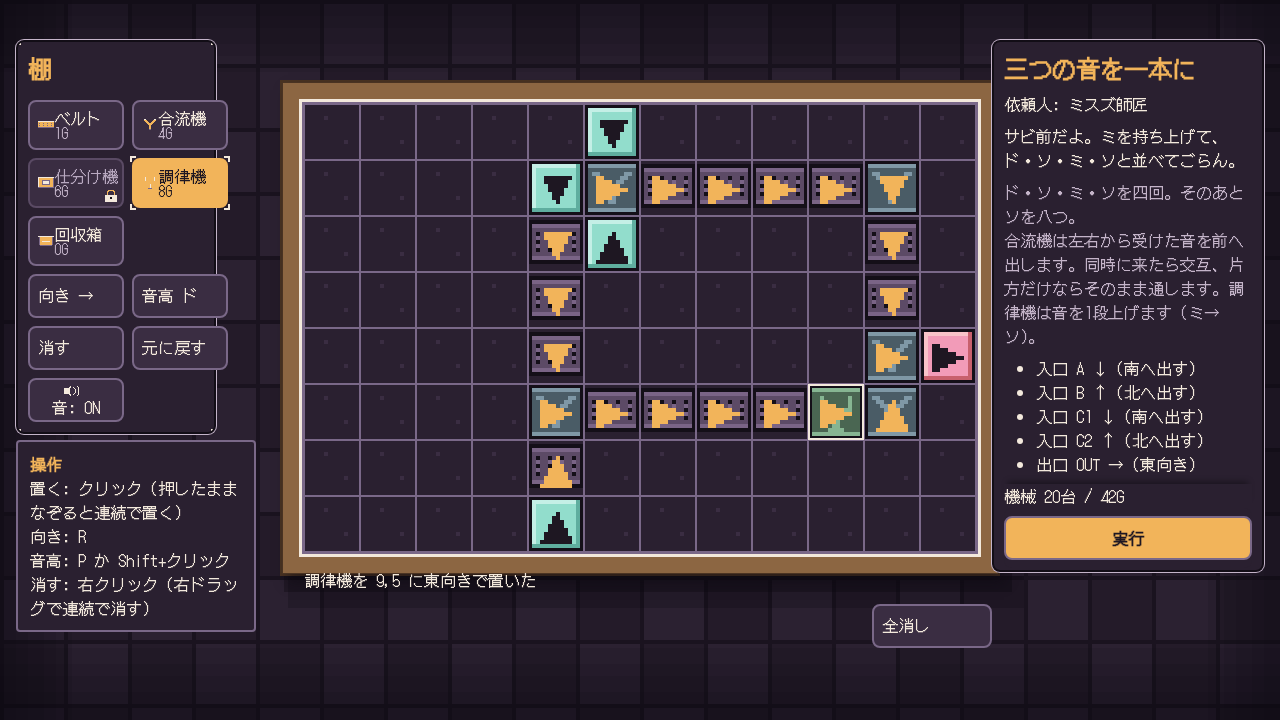 棚
ベルト
1G
合流機
4G
仕分け機
6G
調律機
8G
回収箱
0G
向き →
音高 ド
消す
元に戻す
音: ON
操作
置く: クリック (押したまま
なぞると連続で置く)
向き: R
音高: P か Shift+クリック
消す: 右クリック (右ドラッ
グで連続で消す)
調律機を 9,5 に東向きで置いた
全消し
三つの音を一本に
依頼人: ミスズ師匠
サビ前だよ。ミを持ち上げて、
ド・ソ・ミ・ソと並べてごらん。
ド・ソ・ミ・ソを四回。そのあと
ソを八つ。
合流機は左右から受けた音を前へ
出します。同時に来たら交互、片
方だけならそのまま通します。調
律機は音を1段上げます (ミ→
ソ)。
• 入口 A ↓ (南へ出す)
• 入口 B ↑ (北へ出す)
• 入口 C1 ↓ (南へ出す)
• 入口 C2 ↑ (北へ出す)
• 出口 OUT → (東向き)
機械 20台 / 42G
実行